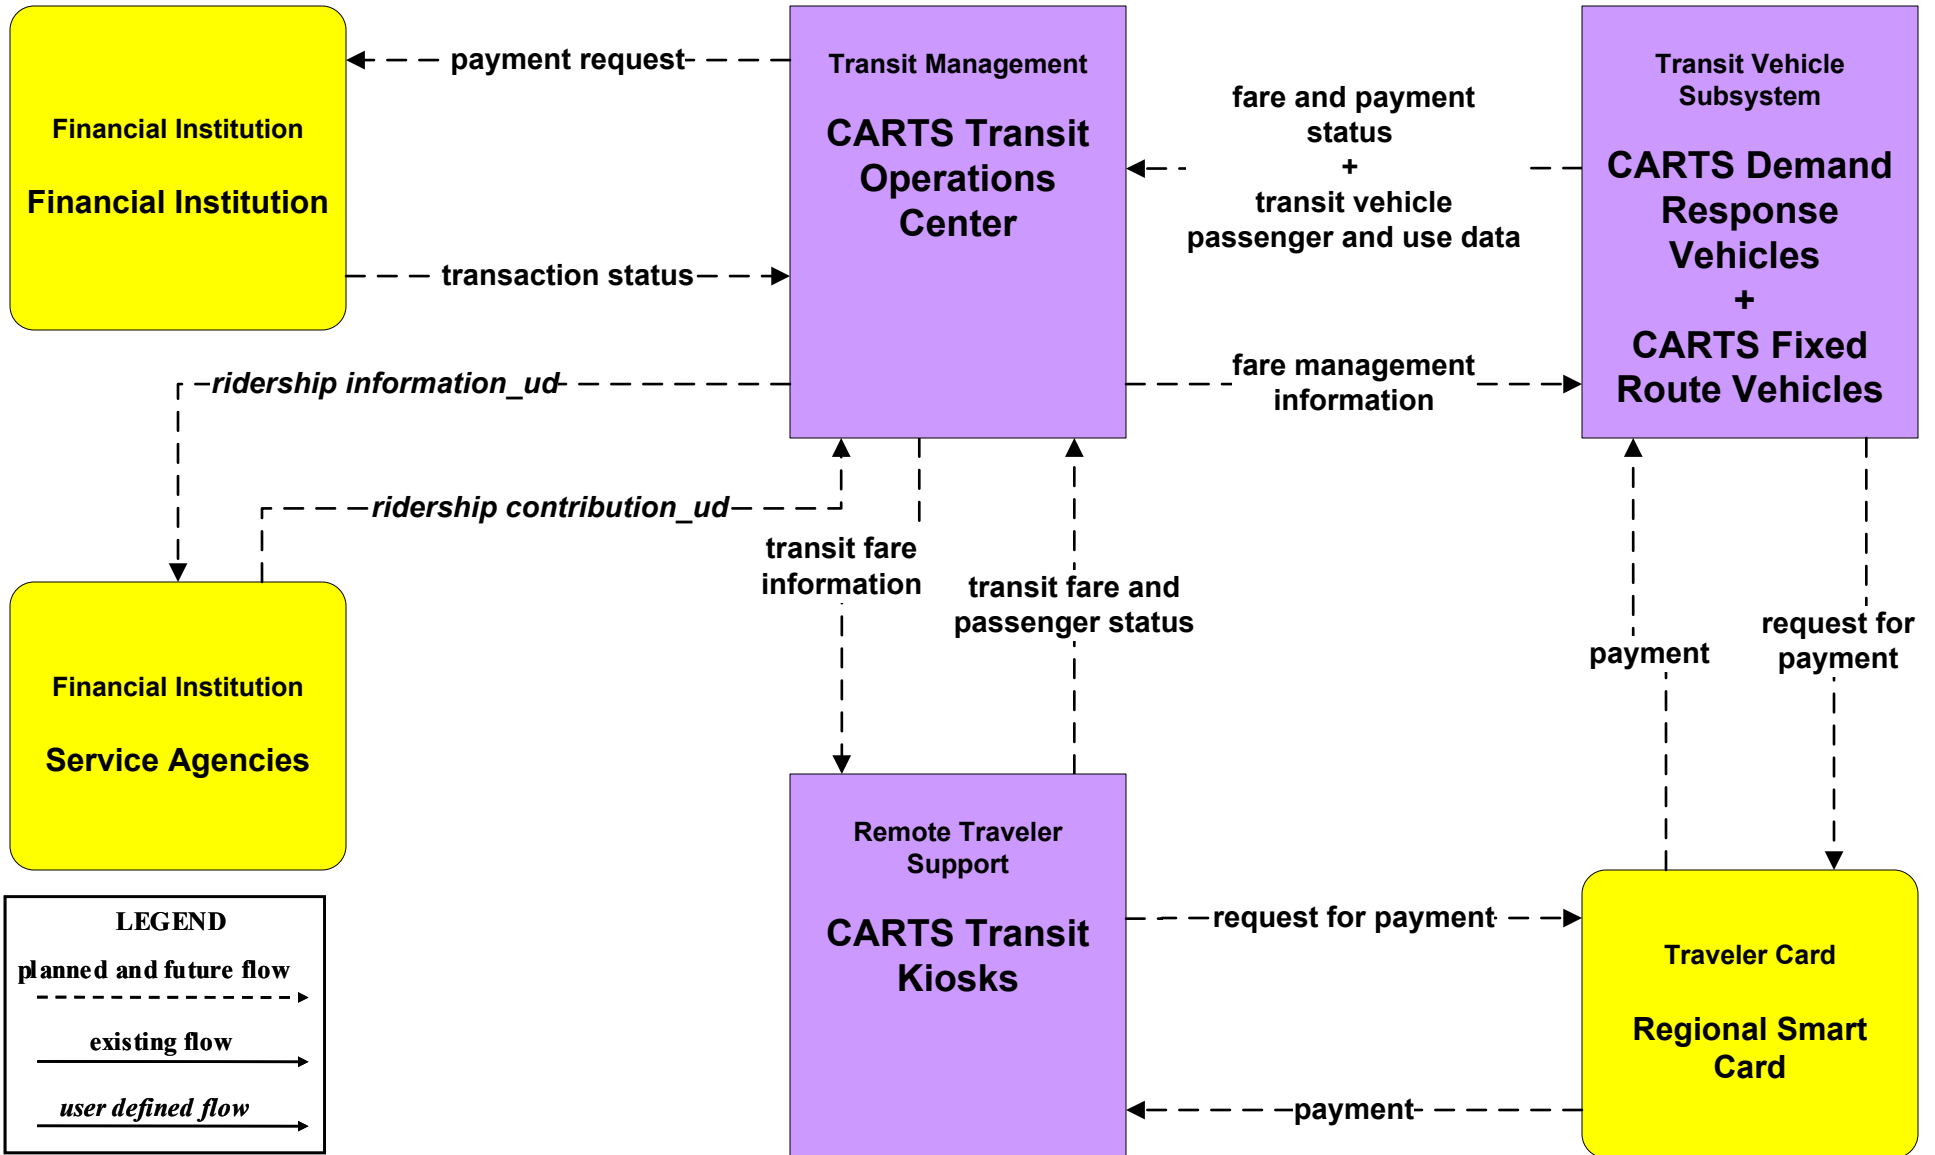 Financial Institution
Financial Institution
payment request
transaction status
Transit Management
CARTS Transit
Operations
Center
fare and payment
status
+
transit vehicle
passenger and use data
fare management
information
Transit Vehicle
Subsystem
CARTS Demand
Response
Vehicles
+
CARTS Fixed
Route Vehicles
ridership information_ud
ridership contribution_ud
transit fare
information
transit fare and
passenger status
payment
request for
payment
Financial Institution
Service Agencies
Remote Traveler
Support
CARTS Transit
Kiosks
request for payment
payment
Traveler Card
Regional Smart
Card
LEGEND
planned and future flow
existing flow
user defined flow